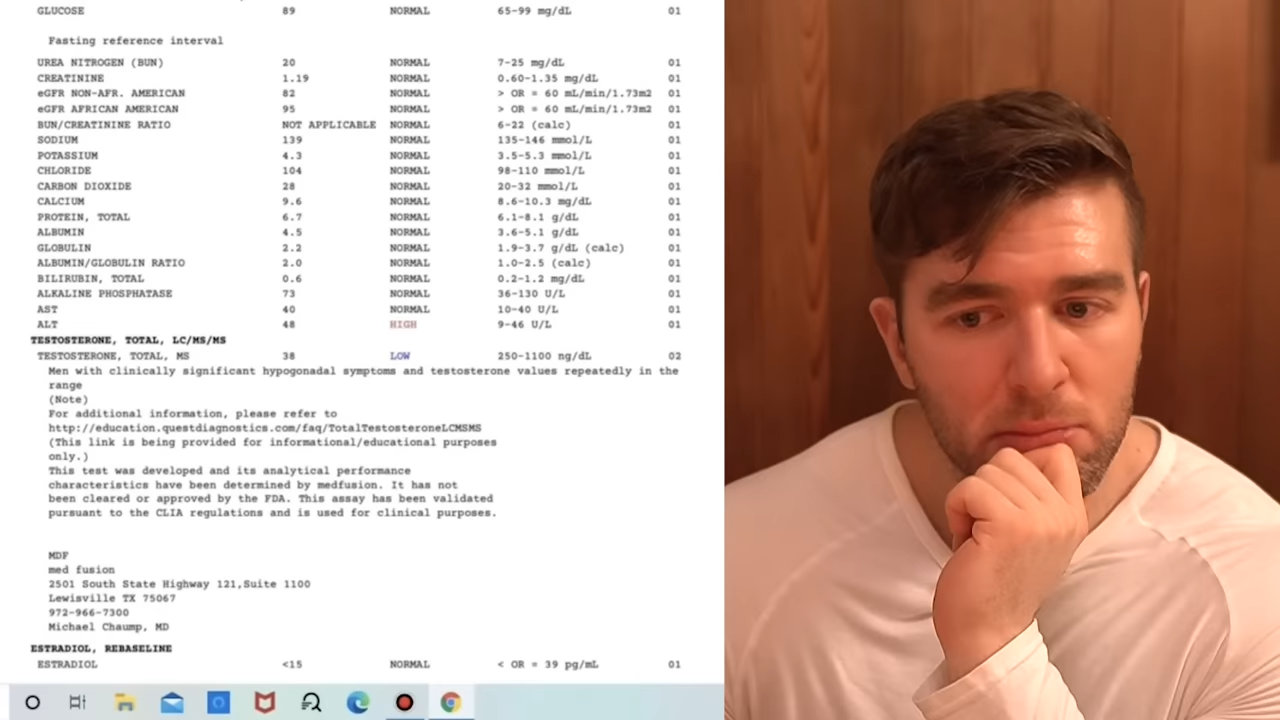 GLUCOSE 89 NORMAL 65-99 mg/dL 01
Fasting reference interval
UREA NITROGEN (BUN) 20 NORMAL 7-25 mg/dL 01
CREATININE 1.19 NORMAL 0.60-1.35 mg/dL 01
eGFR NON-AFR. AMERICAN 82 NORMAL > OR = 60 mL/min/1.73m2 01
eGFR AFRICAN AMERICAN 95 NORMAL > OR = 60 mL/min/1.73m2 01
BUN/CREATININE RATIO NOT APPLICABLE NORMAL 6-22 (calc) 01
SODIUM 139 NORMAL 135-146 mmol/L 01
POTASSIUM 4.3 NORMAL 3.5-5.3 mmol/L 01
CHLORIDE 104 NORMAL 98-110 mmol/L 01
CARBON DIOXIDE 28 NORMAL 20-32 mmol/L 01
CALCIUM 9.6 NORMAL 8.6-10.3 mg/dL 01
PROTEIN, TOTAL 6.7 NORMAL 6.1-8.1 g/dL 01
ALBUMIN 4.5 NORMAL 3.6-5.1 g/dL 01
GLOBULIN 2.2 NORMAL 1.9-3.7 g/dL (calc) 01
ALBUMIN/GLOBULIN RATIO 2.0 NORMAL 1.0-2.5 (calc) 01
BILIRUBIN, TOTAL 0.6 NORMAL 0.2-1.2 mg/dL 01
ALKALINE PHOSPHATASE 73 NORMAL 36-130 U/L 01
AST 40 NORMAL 10-40 U/L 01
ALT 48 HIGH 9-46 U/L 01
TESTOSTERONE, TOTAL, LC/MS/MS
TESTOSTERONE, TOTAL, MS 38 LOW 250-1100 ng/dL 02
Men with clinically significant hypogonadal symptoms and testosterone values repeatedly in the
range
(Note)
For additional information, please refer to
http://education.questdiagnostics.com/faq/TotalTestosteroneLCMSMS
(This link is being provided for informational/educational purposes
only.)
This test was developed and its analytical performance
characteristics have been determined by medfusion. It has not
been cleared or approved by the FDA. This assay has been validated
pursuant to the CLIA regulations and is used for clinical purposes.
MDF
med fusion
2501 South State Highway 121,Suite 1100
Lewisville TX 75067
972-966-7300
Michael Chaump, MD
ESTRADIOL, REBASELINE
ESTRADIOL <15 NORMAL < OR = 39 pg/mL 01